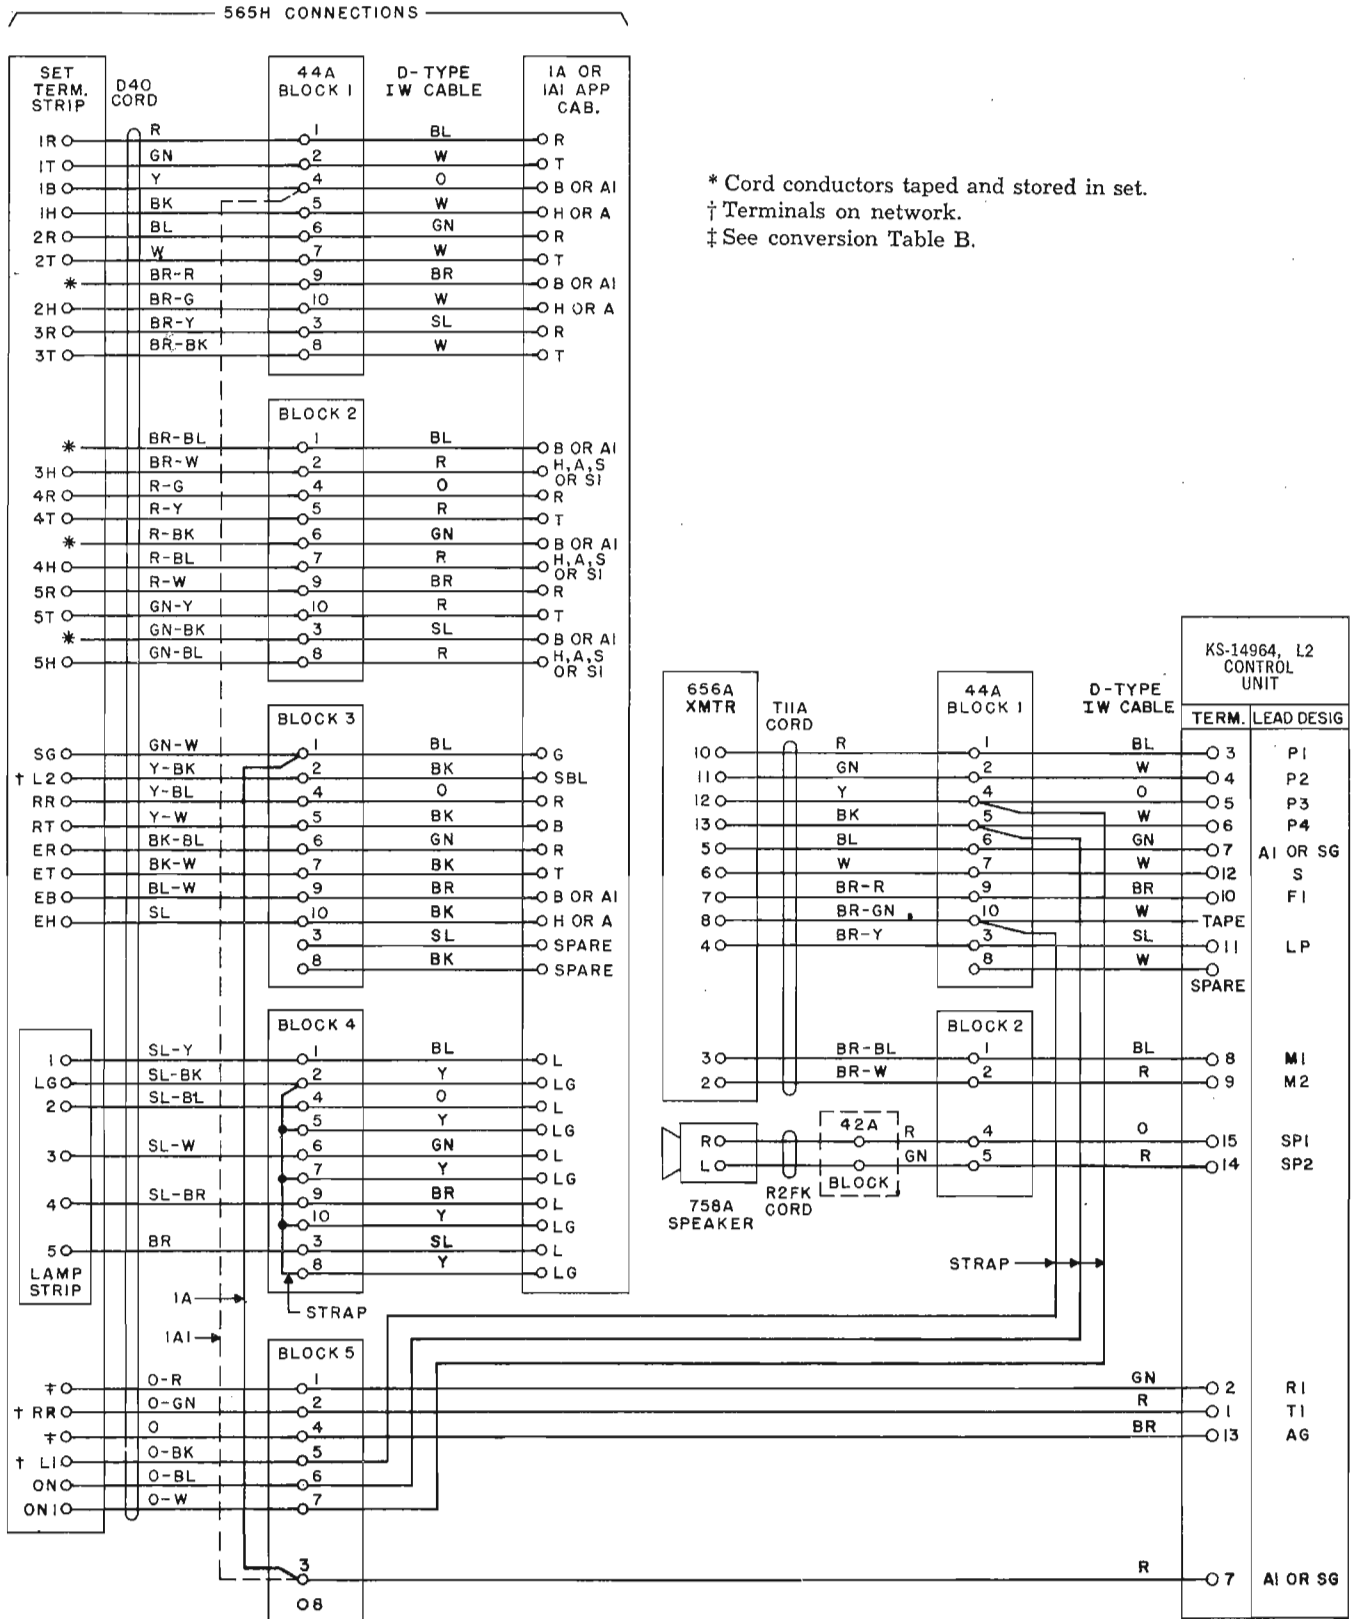 565H CONNECTIONS
SET TERM. STRIP
D40 CORD
44A BLOCK 1
D-TYPE IW CABLE
1A OR 1A1 APP CAB.
1R R 1 BL R
1T GN 2 W T
1B Y 4 O B OR A1
1H BK 5 W H OR A
2R BL 6 GN R
2T W 7 W T
* BR-R 9 BR B OR A1
2H BR-G 10 W H OR A
3R BR-Y 3 SL R
3T BR-BK 8 W T
* Cord conductors taped and stored in set.
† Terminals on network.
‡ See conversion Table B.
BLOCK 2
* BR-BL 1 BL B OR A1
3H BR-W 2 R H,A,S OR S1
4R R-G 4 O R
4T R-Y 5 R T
* R-BK 6 GN B OR A1
4H R-BL 7 R H,A,S OR S1
5R R-W 9 BR R
5T GN-Y 10 R T
* GN-BK 3 SL B OR A1
5H GN-BL 8 R H,A,S OR S1
BLOCK 3
SG GN-W 1 BL G
† L2 Y-BK 2 BK SBL
RR Y-BL 4 O R
RT Y-W 5 BK B
ER BK-BL 6 GN R
ET BK-W 7 BK T
EB BL-W 9 BR B OR A1
EH SL 10 BK H OR A
3 SL SPARE
8 BK SPARE
BLOCK 4
1 SL-Y 1 BL L
LG SL-BK 2 Y LG
2 SL-BL 4 O L
5 Y LG
3 SL-W 6 GN L
7 Y LG
4 SL-BR 9 BR L
10 Y LG
5 BR 3 SL L
8 Y LG
LAMP STRIP
1A
STRAP
1A1
656A XMTR
T11A CORD
44A BLOCK 1
D-TYPE IW CABLE
KS-14964, L2 CONTROL UNIT
TERM. LEAD DESIG
10 R 1 BL 3 P1
11 GN 2 W 4 P2
12 Y 4 O 5 P3
13 BK 5 W 6 P4
5 BL 6 GN 7 A1 OR SG
6 W 7 W 12 S
7 BR-R 9 BR 10 F1
8 BR-GN 10 W TAPE
4 BR-Y 3 SL 11 LP
8 W SPARE
BLOCK 2
3 BR-BL 1 BL 8 M1
2 BR-W 2 R 9 M2
42A BLOCK
R R 4 O 15 SP1
L GN 5 R 14 SP2
758A SPEAKER
R2FK CORD
STRAP
BLOCK 5
‡ O-R 1 GN 2 R1
† RR O-GN 2 R 1 T1
‡ O 4 BR 13 AG
† L1 O-BK 5
ON O-BL 6
ON1 O-W 7
3 R 7 A1 OR SG
8